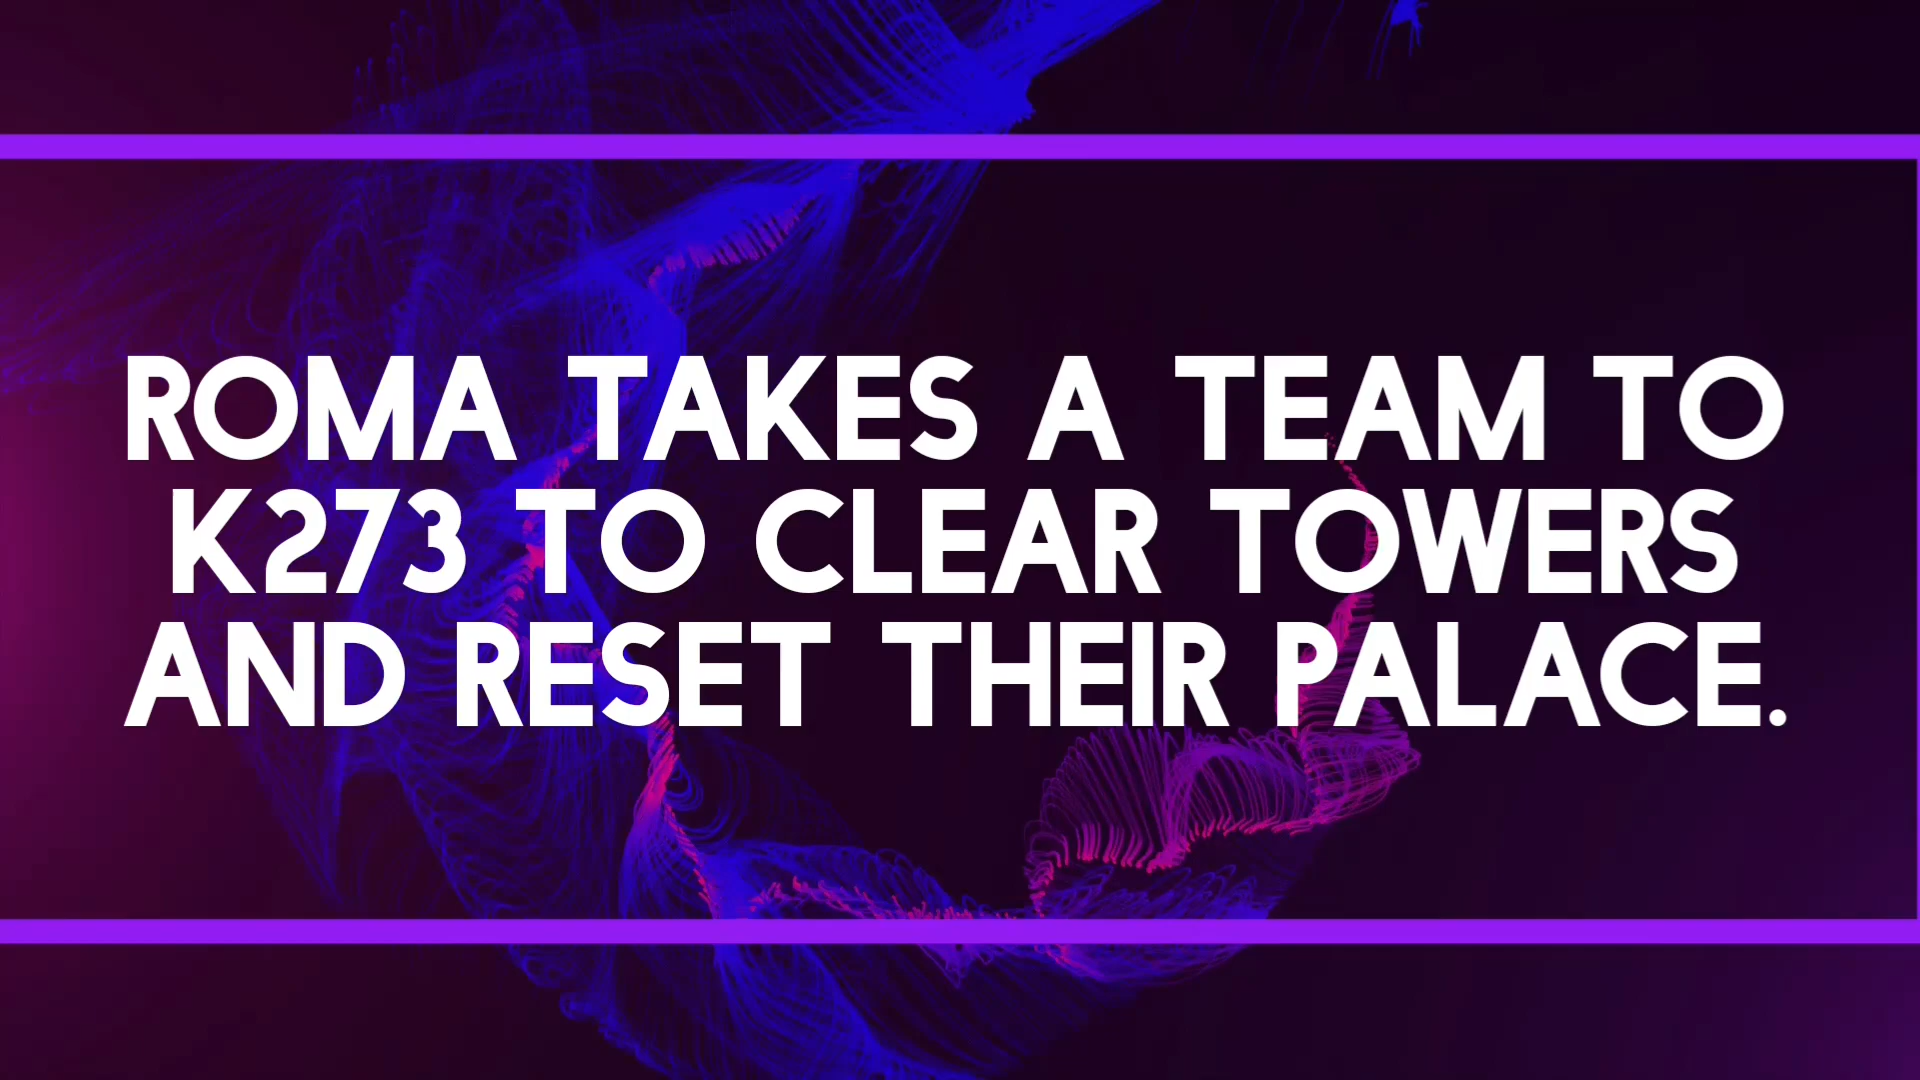 ROMA TAKES A TEAM TO
K273 TO CLEAR TOWERS
AND RESET THEIR PALACE.